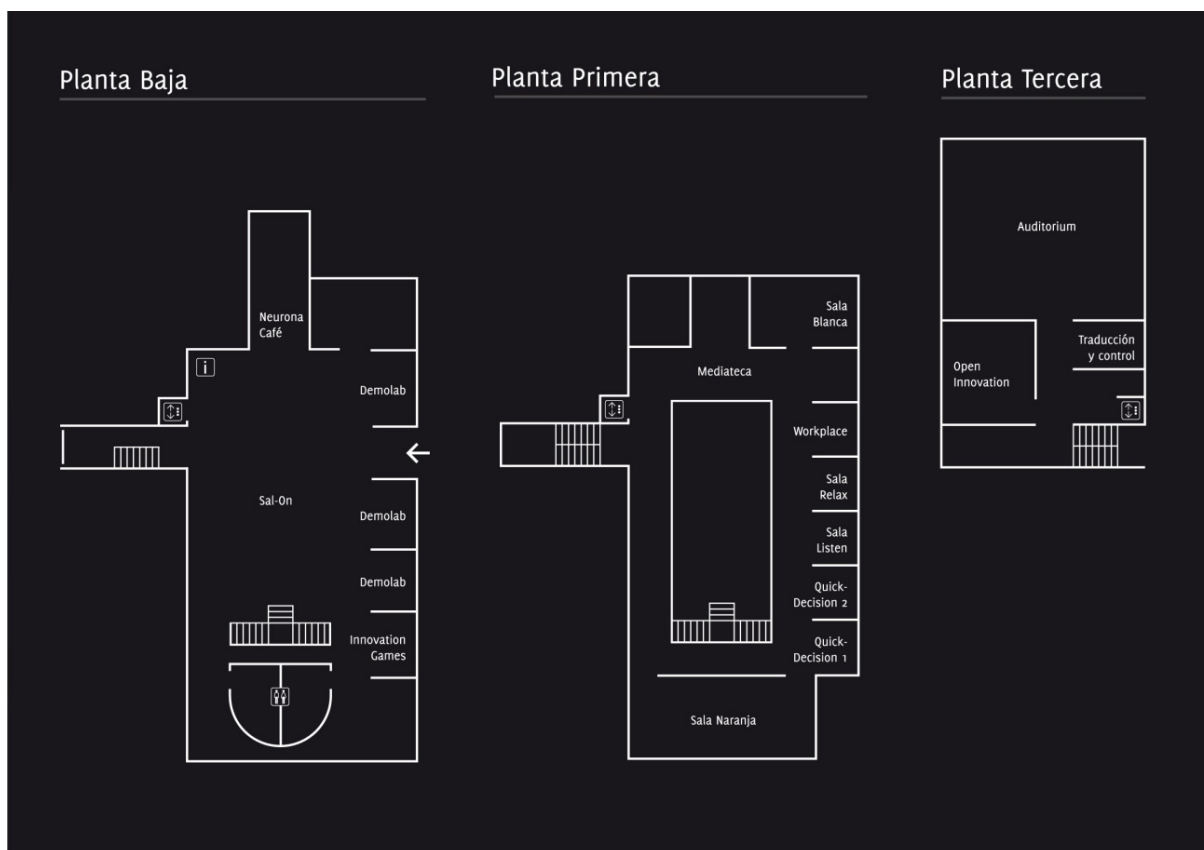 Planta Baja
Neurona
Café
i
Demolab
Sal-On
Demolab
Demolab
Innovation
Games
Planta Primera
Sala
Blanca
Mediateca
Workplace
Sala
Relax
Sala
Listen
Quick-
Decision 2
Quick-
Decision 1
Sala Naranja
Planta Tercera
Auditorium
Traducción
y control
Open
Innovation